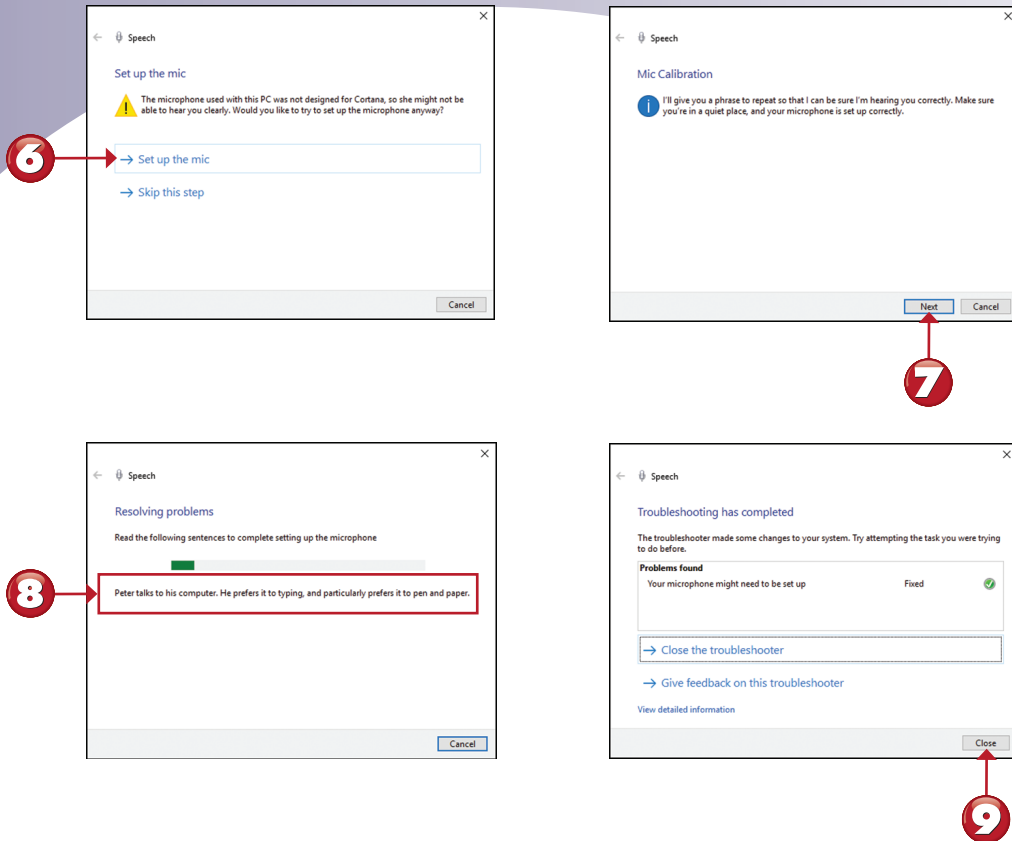 Speech
Set up the mic
The microphone used with this PC was not designed for Cortana, so she might not be
able to hear you clearly. Would you like to try to set up the microphone anyway?
6
→ Set up the mic
→ Skip this step
Cancel
Speech
Mic Calibration
I'll give you a phrase to repeat so that I can be sure I'm hearing you correctly. Make sure
you're in a quiet place, and your microphone is set up correctly.
Next
Cancel
7
Speech
Resolving problems
Read the following sentences to complete setting up the microphone
8
Peter talks to his computer. He prefers it to typing, and particularly prefers it to pen and paper.
Cancel
Speech
Troubleshooting has completed
The troubleshooter made some changes to your system. Try attempting the task you were trying
to do before.
Problems found
Your microphone might need to be set up Fixed
→ Close the troubleshooter
→ Give feedback on this troubleshooter
View detailed information
Close
9